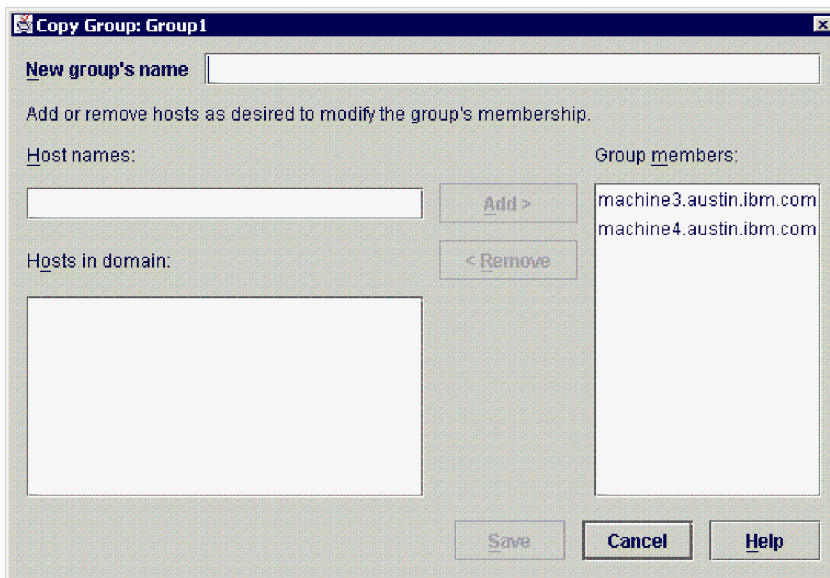 Copy Group: Group1
New group's name
Add or remove hosts as desired to modify the group's membership.
Host names:
Group members:
Add >
machine3.austin.ibm.com
machine4.austin.ibm.com
Hosts in domain:
< Remove
Save
Cancel
Help